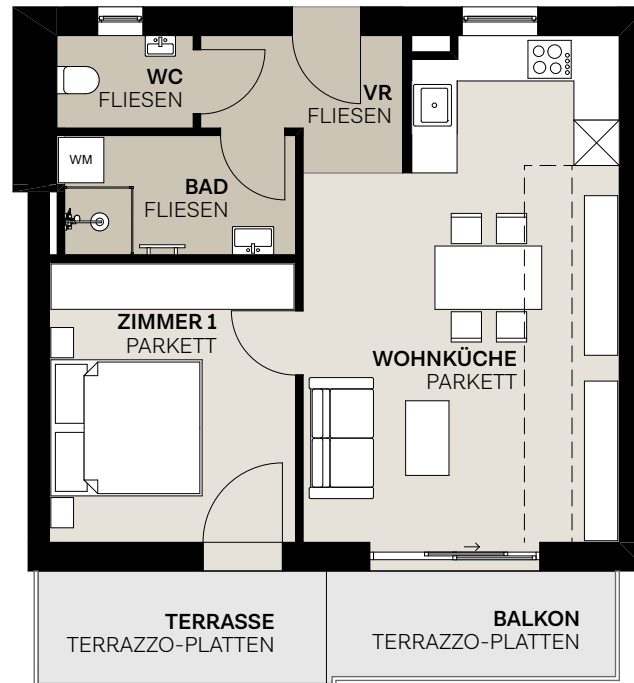 WC
FLIESEN
VR
FLIESEN
WM
BAD
FLIESEN
ZIMMER 1
PARKETT
WOHNKÜCHE
PARKETT
TERRASSE
TERRAZZO-PLATTEN
BALKON
TERRAZZO-PLATTEN